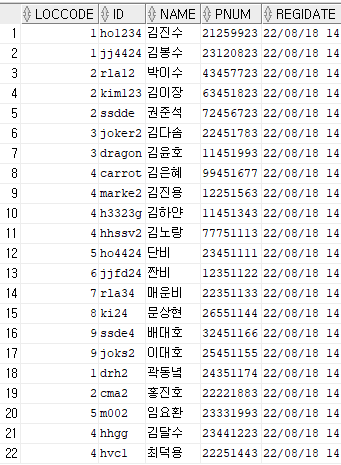 LOCCODE ID NAME PNUM REGIDATE
1 1 ho1234 김진수 21259923 22/08/18 14
2 1 jj4424 김봉수 23120823 22/08/18 14
3 2 rla12 박이수 43457723 22/08/18 14
4 2 kim123 김이장 63451823 22/08/18 14
5 2 ssdde 권준석 72456723 22/08/18 14
6 3 joker2 김다솜 22451783 22/08/18 14
7 3 dragon 김윤호 11451993 22/08/18 14
8 4 carrot 김은혜 99451677 22/08/18 14
9 4 marke2 김진용 12251563 22/08/18 14
10 4 h3323g 김하얀 11451343 22/08/18 14
11 4 hhssv2 김노랑 77751113 22/08/18 14
12 5 ho4424 단비 23451111 22/08/18 14
13 6 jjfd24 짠비 12351122 22/08/18 14
14 7 rla34 매운비 22351133 22/08/18 14
15 8 ki24 문상현 26551144 22/08/18 14
16 9 ssde4 배대호 32451166 22/08/18 14
17 9 joks2 이대호 25451155 22/08/18 14
18 1 drh2 곽동녘 24351174 22/08/18 14
19 2 cma2 홍진호 22221883 22/08/18 14
20 5 m002 임요환 23331993 22/08/18 14
21 4 hhgg 김달수 23441223 22/08/18 14
22 4 hvcl 최덕용 22251443 22/08/18 14